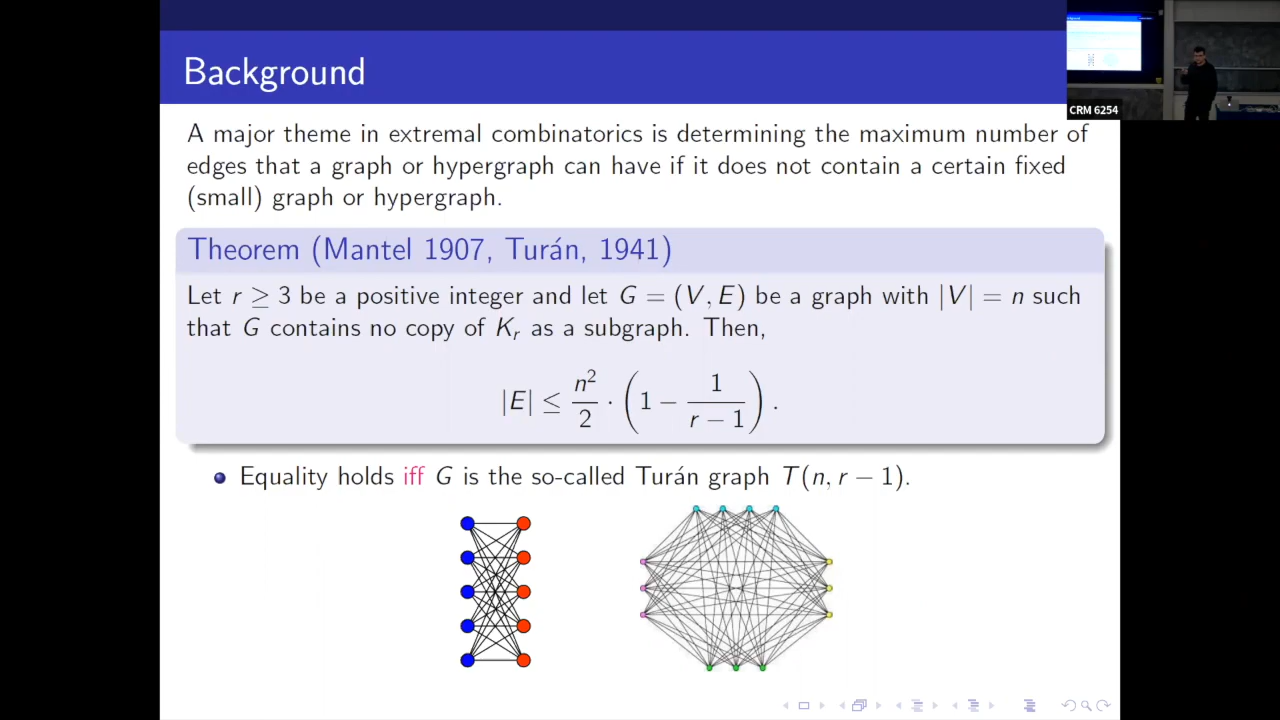 Background
CRM 6254
A major theme in extremal combinatorics is determining the maximum number of
edges that a graph or hypergraph can have if it does not contain a certain fixed
(small) graph or hypergraph.
Theorem (Mantel 1907, Turán, 1941)
Let r ≥ 3 be a positive integer and let G = (V, E) be a graph with |V| = n such
that G contains no copy of K_r as a subgraph. Then,
|E| ≤ n²/2 · (1 − 1/(r − 1)).
Equality holds iff G is the so-called Turán graph T(n, r − 1).